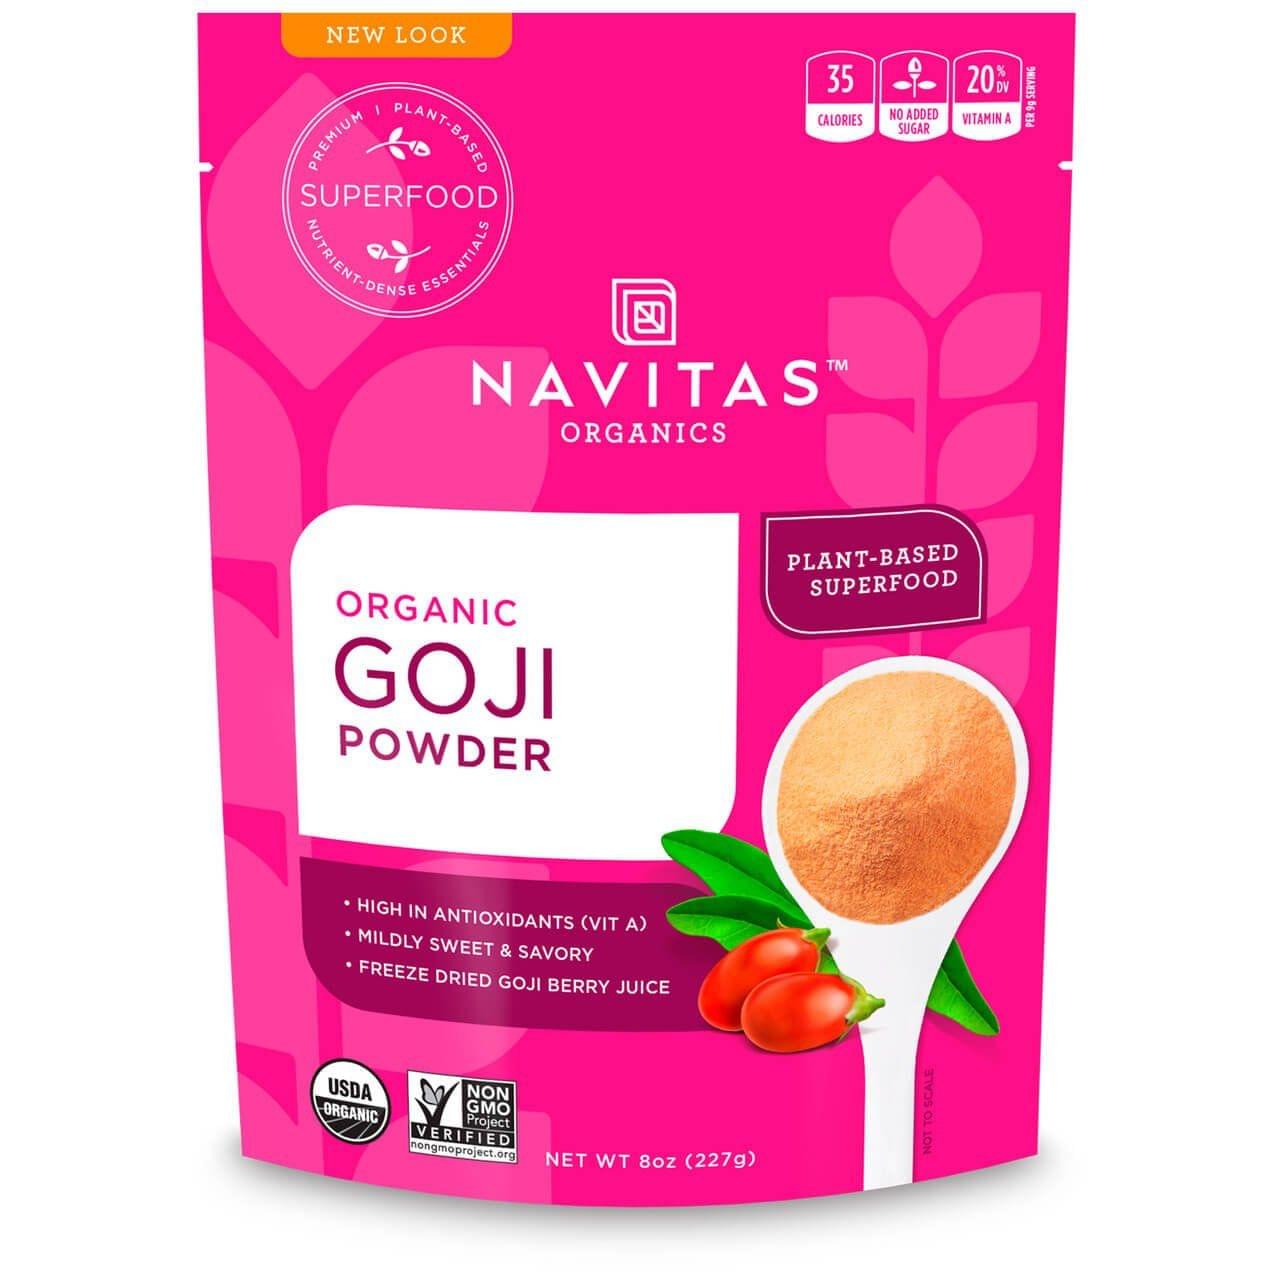 NEW LOOK
PREMIUM | PLANT-BASED
SUPERFOOD
NUTRIENT-DENSE ESSENTIALS
35
CALORIES
NO ADDED
SUGAR
20% DV
VITAMIN A
PER 9g SERVING
NAVITAS™
ORGANICS
PLANT-BASED
SUPERFOOD
ORGANIC
GOJI
POWDER
• HIGH IN ANTIOXIDANTS (VIT A)
• MILDLY SWEET & SAVORY
• FREEZE DRIED GOJI BERRY JUICE
USDA
ORGANIC
NON
GMO
Project
VERIFIED
nongmoproject.org
NET WT 8oz (227g)
NOT TO SCALE